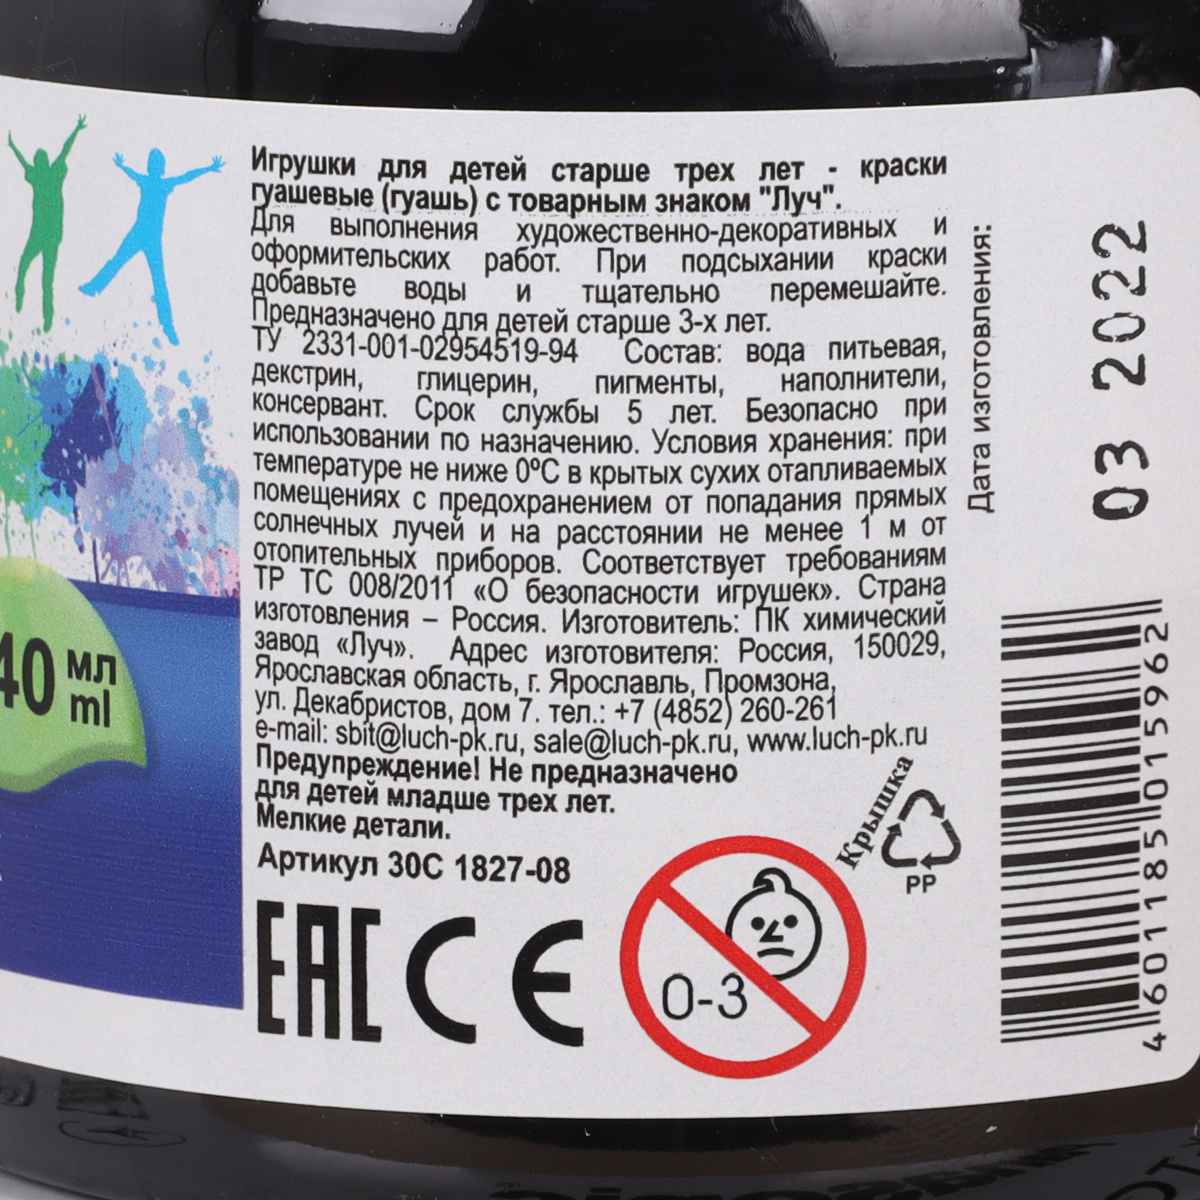 Игрушки для детей старше трех лет - краски
гуашевые (гуашь) с товарным знаком "Луч".
Для выполнения художественно-декоративных и
оформительских работ. При подсыхании краски
добавьте воды и тщательно перемешайте.
Предназначено для детей старше 3-х лет.
ТУ 2331-001-02954519-94 Состав: вода питьевая,
декстрин, глицерин, пигменты, наполнители,
консервант. Срок службы 5 лет. Безопасно при
использовании по назначению. Условия хранения: при
температуре не ниже 0ºС в крытых сухих отапливаемых
помещениях с предохранением от попадания прямых
солнечных лучей и на расстоянии не менее 1 м от
отопительных приборов. Соответствует требованиям
ТР ТС 008/2011 «О безопасности игрушек». Страна
изготовления – Россия. Изготовитель: ПК химический
завод «Луч». Адрес изготовителя: Россия, 150029,
Ярославская область, г. Ярославль, Промзона,
ул. Декабристов, дом 7. тел.: +7 (4852) 260-261
e-mail: sbit@luch-pk.ru, sale@luch-pk.ru, www.luch-pk.ru
Предупреждение! Не предназначено
для детей младше трех лет.
Мелкие детали.
Артикул 30С 1827-08
EAC CE
0-3
Крышка
PP
Дата изготовления:
03 2022
4 601185 015962
40 мл
ml